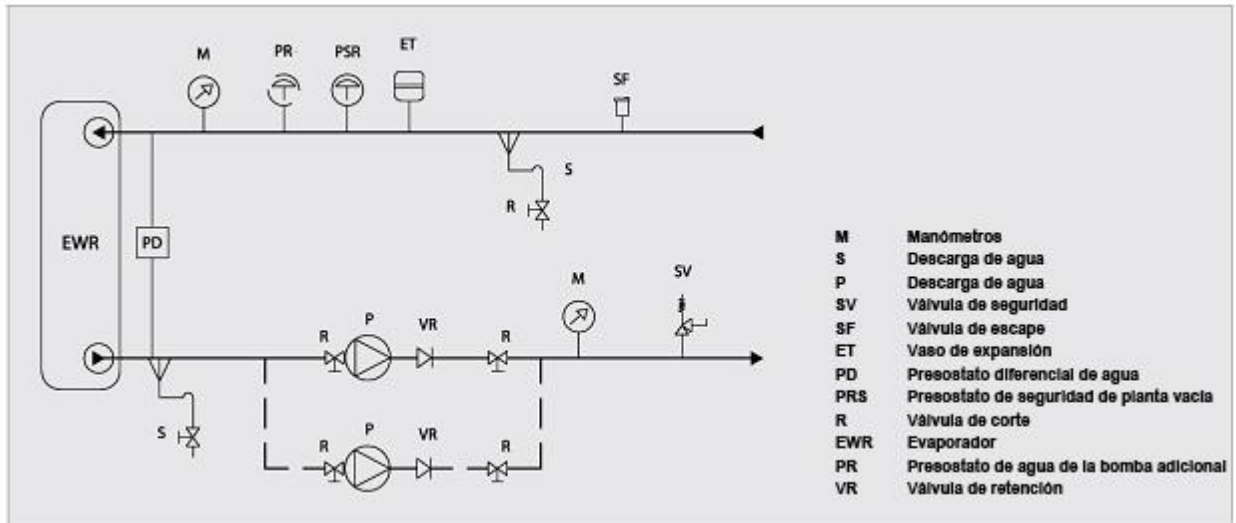 M PR PSR ET
SF
S
R
EWR PD
M SV
R P VR R
S
R P VR R
M Manómetros
S Descarga de agua
P Descarga de agua
SV Válvula de seguridad
SF Válvula de escape
ET Vaso de expansión
PD Presostato diferencial de agua
PRS Presostato de seguridad de planta vacia
R Válvula de corte
EWR Evaporador
PR Presostato de agua de la bomba adicional
VR Válvula de retención